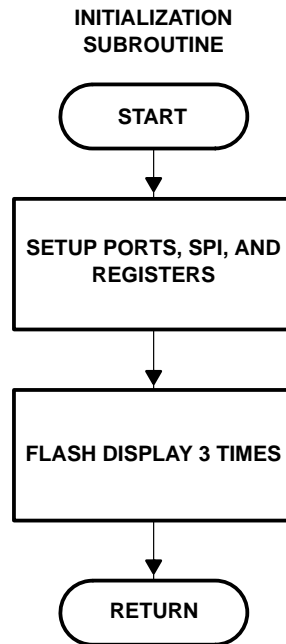 INITIALIZATION
SUBROUTINE
START
SETUP PORTS, SPI, AND
REGISTERS
FLASH DISPLAY 3 TIMES
RETURN